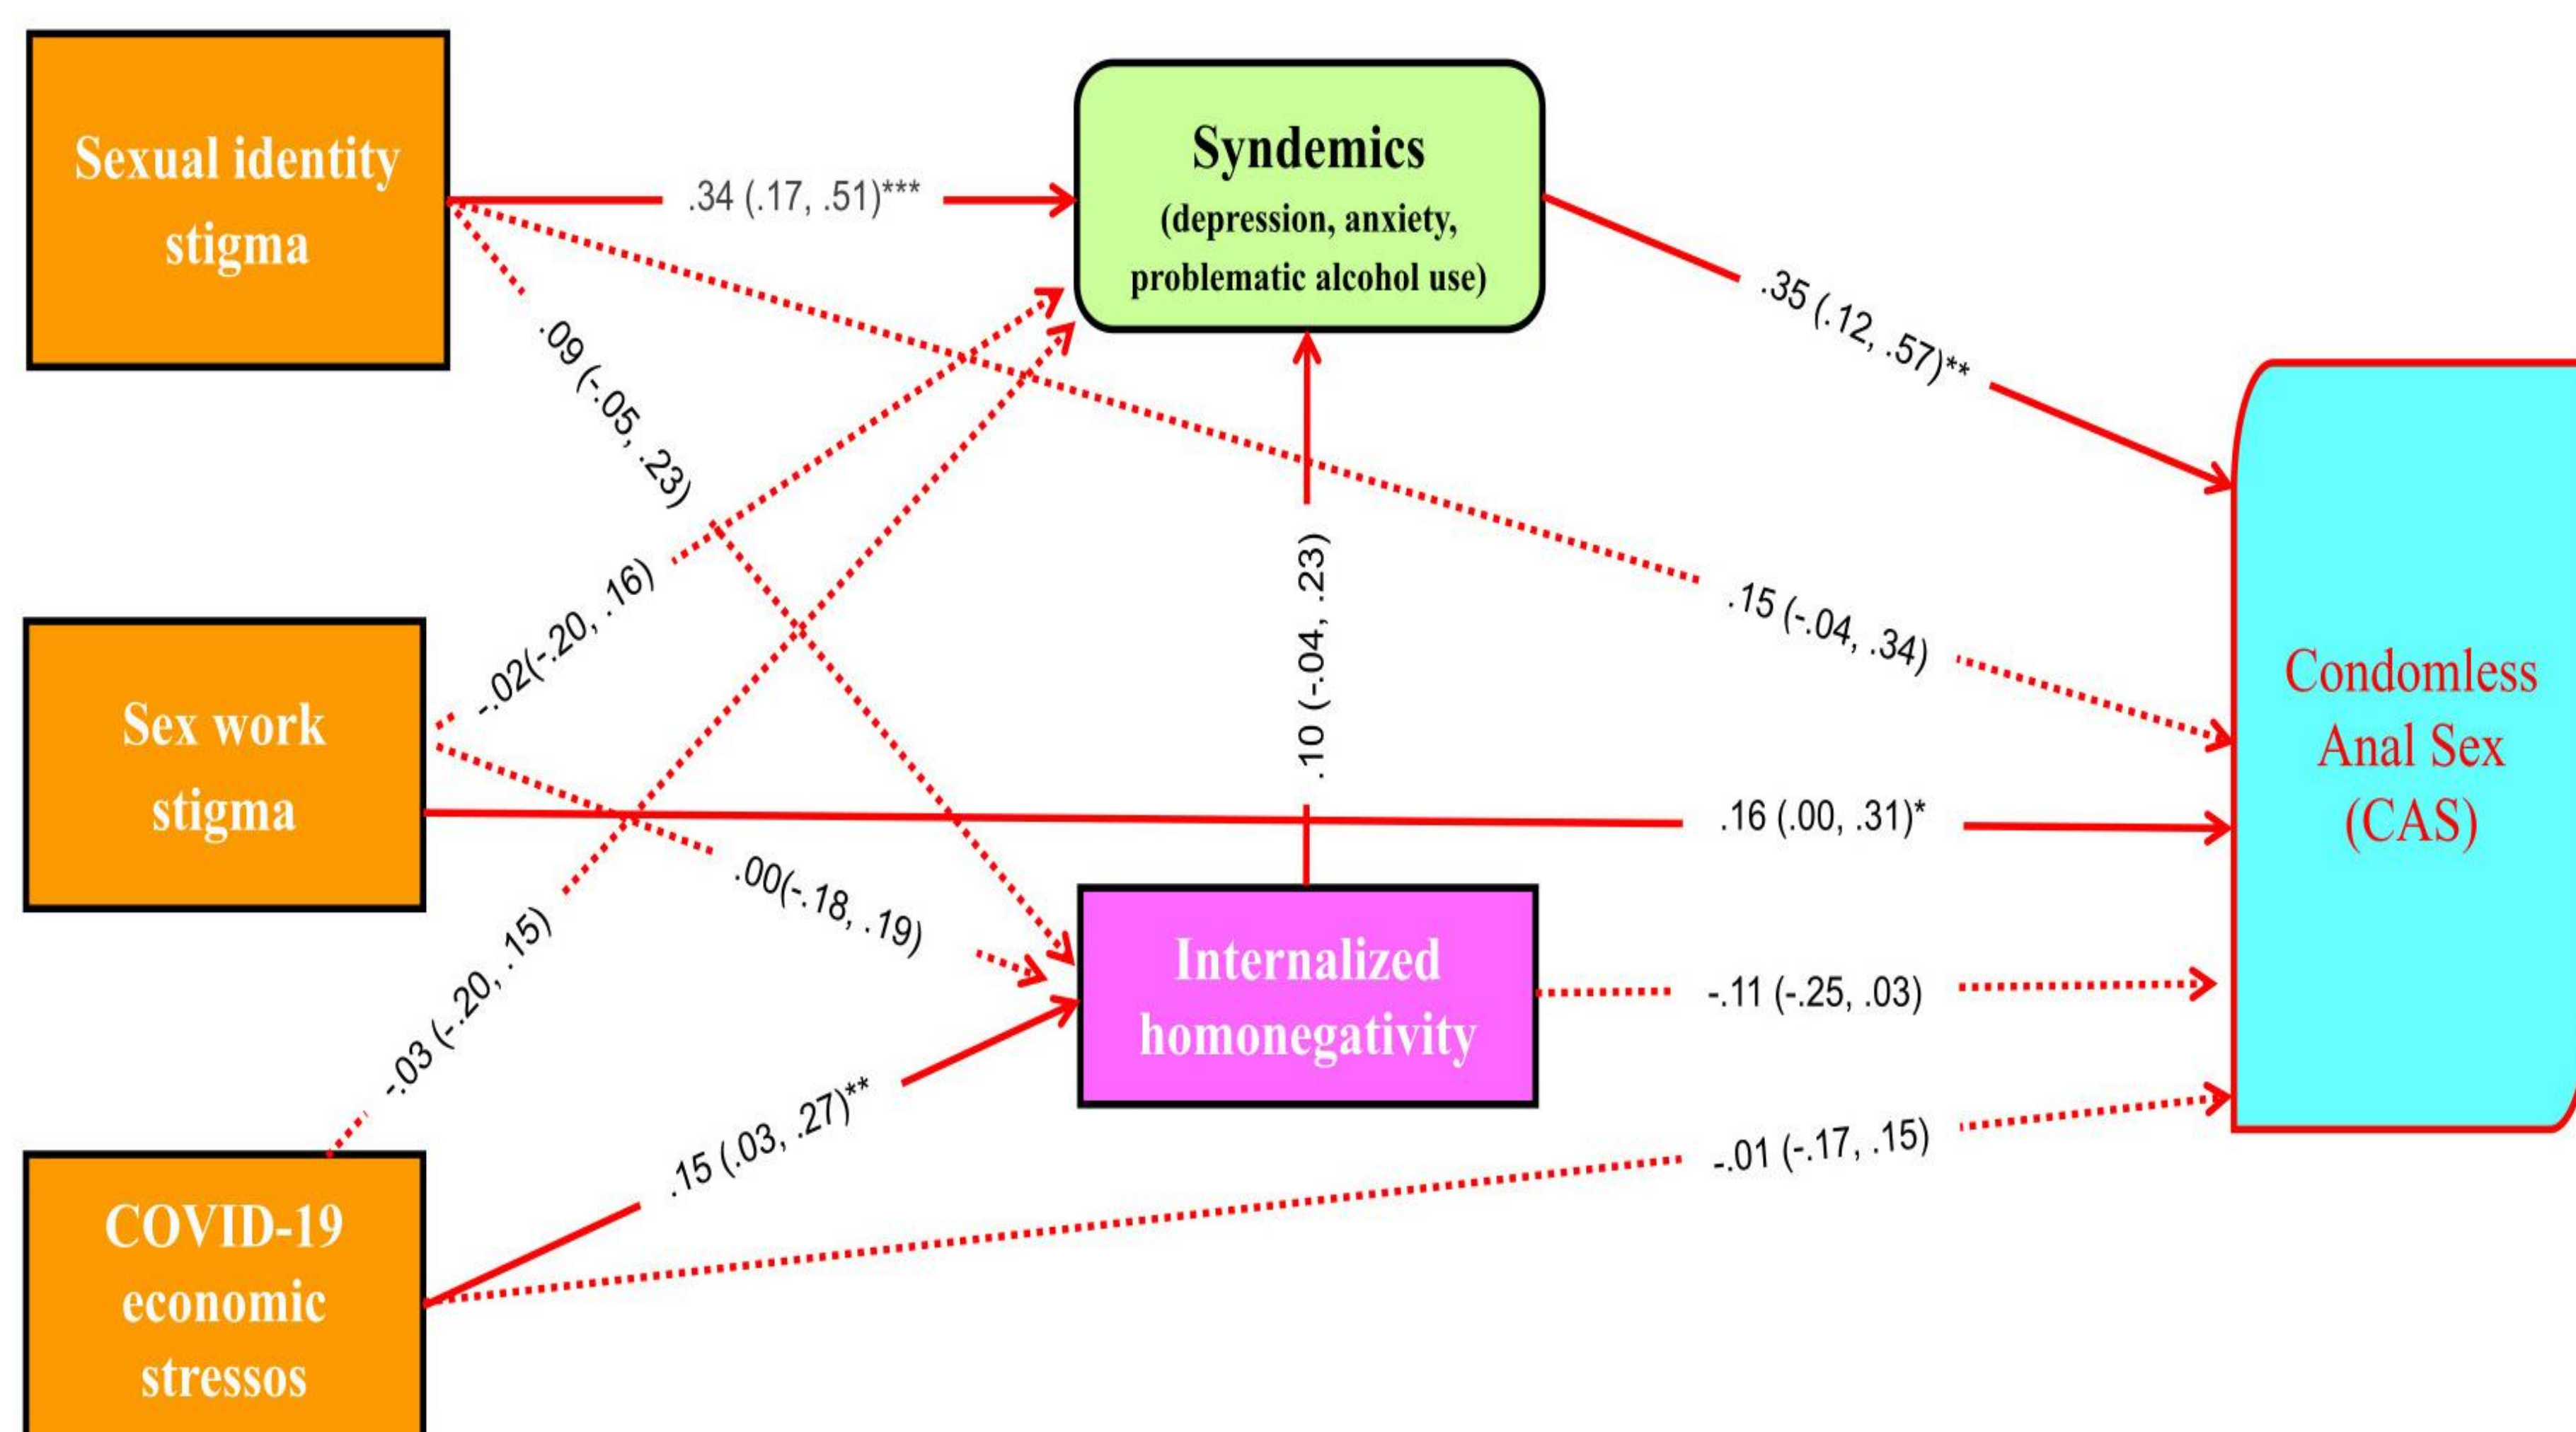 Sexual identity
stigma
.34 (.17, .51)***
Syndemics
(depression, anxiety,
problematic alcohol use)
.35 (.12, .57)**
.09 (-.05, .23)
-.02(-.20, .16)
.10 (-.04, .23)
.15 (-.04, .34)
Sex work
stigma
.16 (.00, .31)*
Condomless
Anal Sex
(CAS)
.00(-.18, .19)
-.03 (-.20, .15)
Internalized
homonegativity
-.11 (-.25, .03)
.15 (.03, .27)**
-.01 (-.17, .15)
COVID-19
economic
stressos